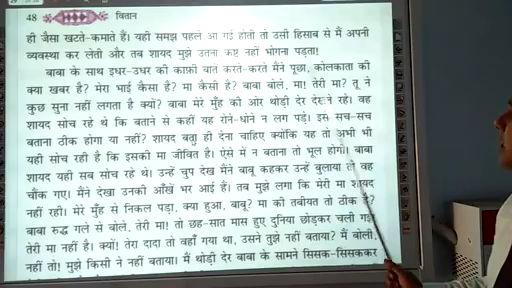 48 वितान
ही जैसा खटते-कमाते हैं। यही समझ पहले आ गई होती तो उसी हिसाब से मैं अपनी
व्यवस्था कर लेती और तब शायद मुझे उतना कष्ट नहीं भोगना पड़ता!
बाबा के साथ इधर-उधर की काफ़ी बातें करते-करते मैंने पूछा, कोलकाता की
क्या खबर है? मेरा भाई कैसा है? मा कैसी है? बाबा बोले, मा! तेरी मा? तू ने
कुछ सुना नहीं लगता है क्यों? बाबा मेरे मुँह की ओर थोड़ी देर देखते रहे। वह
शायद सोच रहे थे कि बताने से कहीं यह रोने-धोने न लग पड़े। इसे सच-सच
बताना ठीक होगा या नहीं? शायद बता ही देना चाहिए क्योंकि यह तो अभी भी
यही सोच रही है कि इसकी मा जीवित है। ऐसे में न बताना तो भूल होगी। बाबा
शायद यही सब सोच रहे थे। उन्हें चुप देख मैंने बाबू कहकर उन्हें बुलाया तो वह
चौंक गए। मैंने देखा उनकी आँखें भर आई हैं। तब मुझे लगा कि मेरी मा शायद
नहीं रही। मेरे मुँह से निकल पड़ा, क्या हुआ, बाबू? मा की तबीयत तो ठीक है?
बाबा रुद्ध गले से बोले, तेरी मा! तो छह-सात मास हुए दुनिया छोड़कर चली गई
तेरी मा नहीं है। क्यों! तेरा दादा तो वहाँ गया था, उसने तुझे नहीं बताया? मैं बोली,
नहीं तो! मुझे किसी ने नहीं बताया। मैं थोड़ी देर बाबा के सामने सिसक-सिसककर